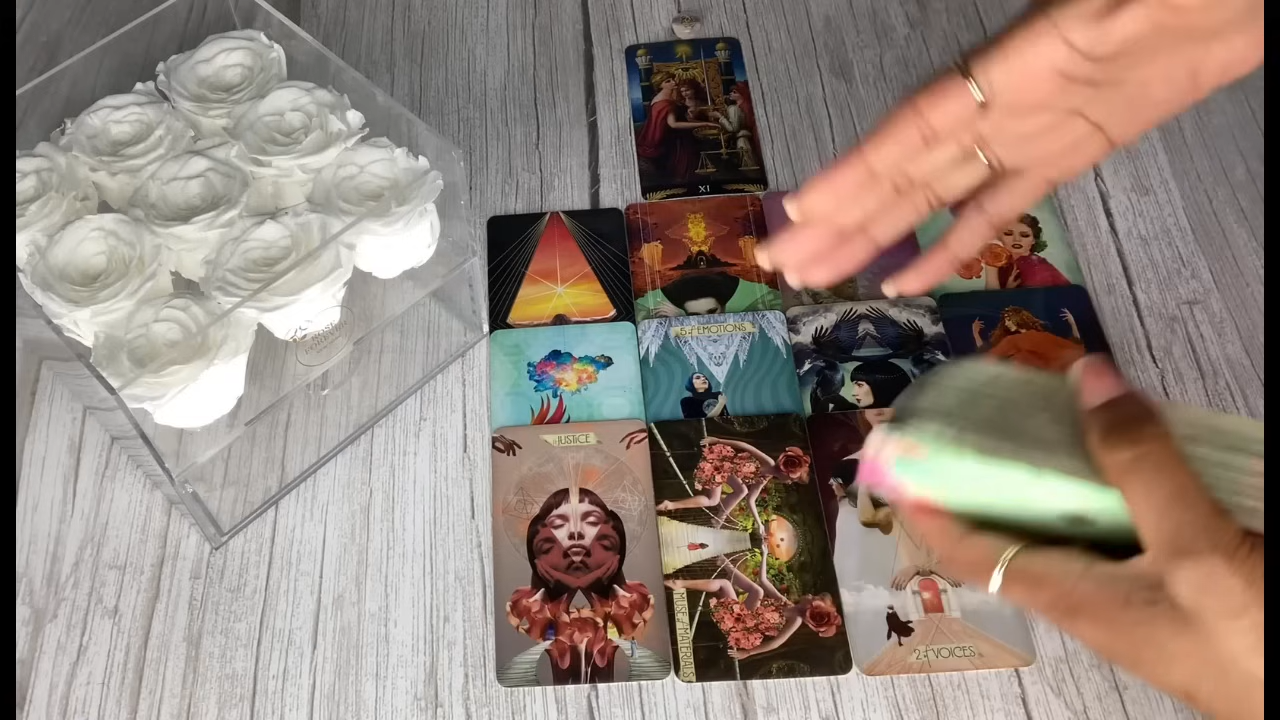 XI
5 of EMOTIONS
JUSTICE
MUSE of MATERIALS
2 of VOICES